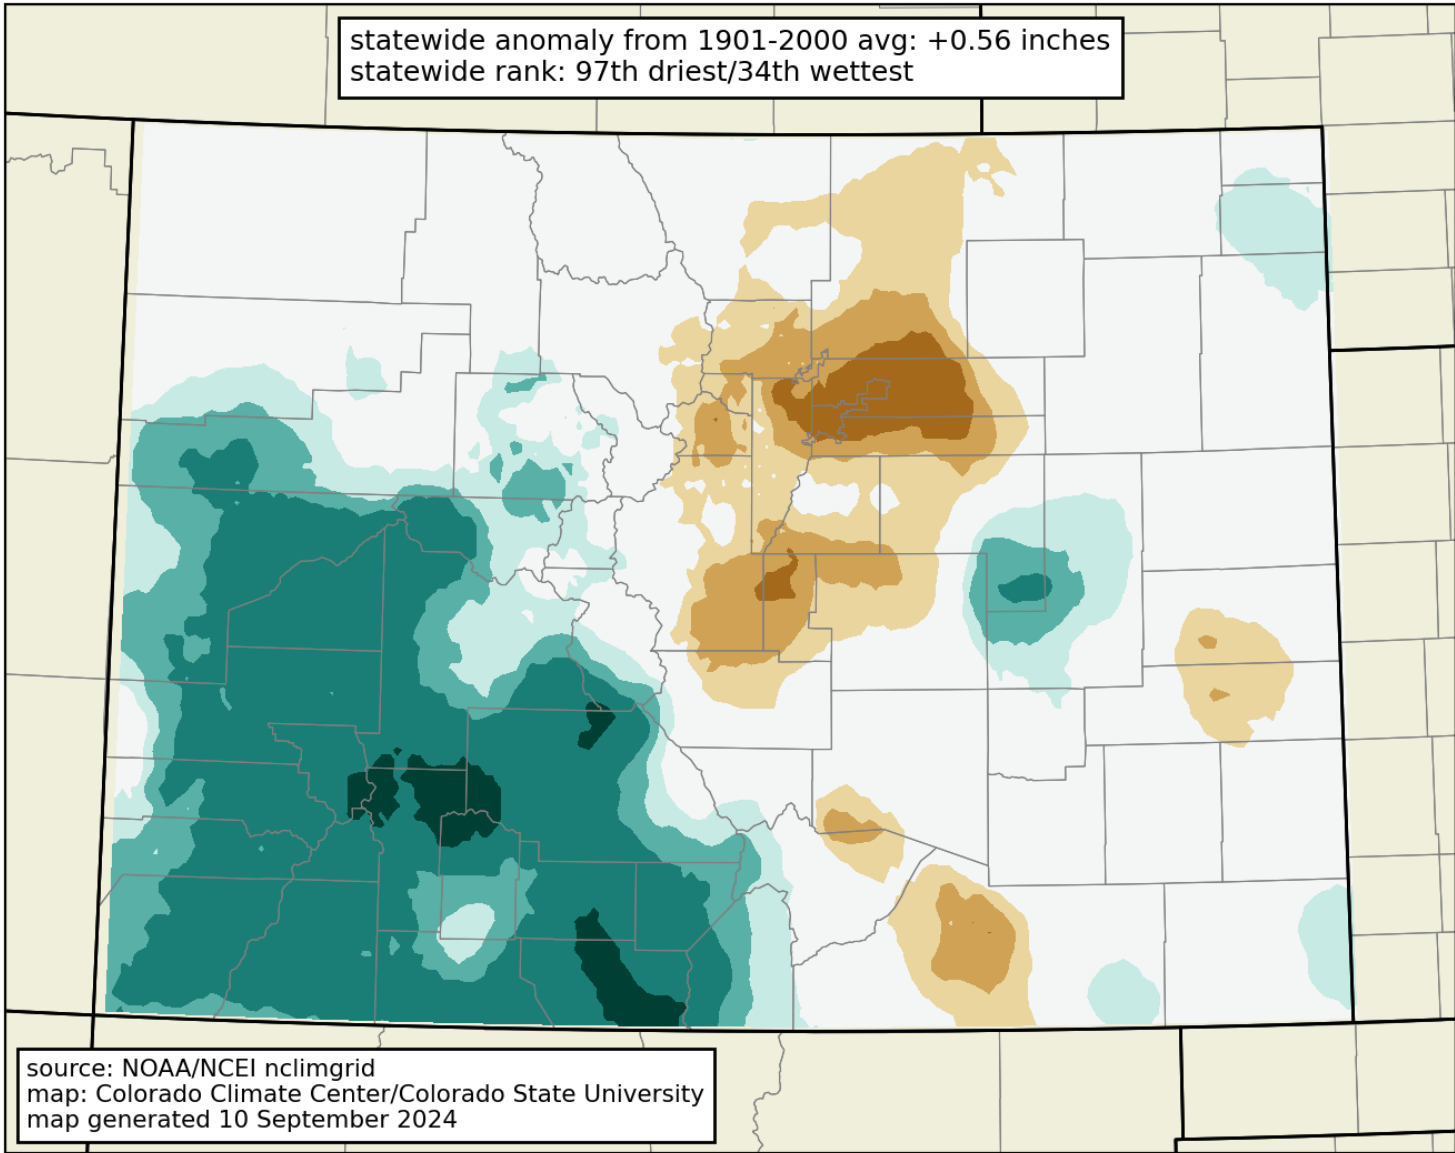 statewide anomaly from 1901-2000 avg: +0.56 inches
statewide rank: 97th driest/34th wettest
source: NOAA/NCEI nclimgrid
map: Colorado Climate Center/Colorado State University
map generated 10 September 2024